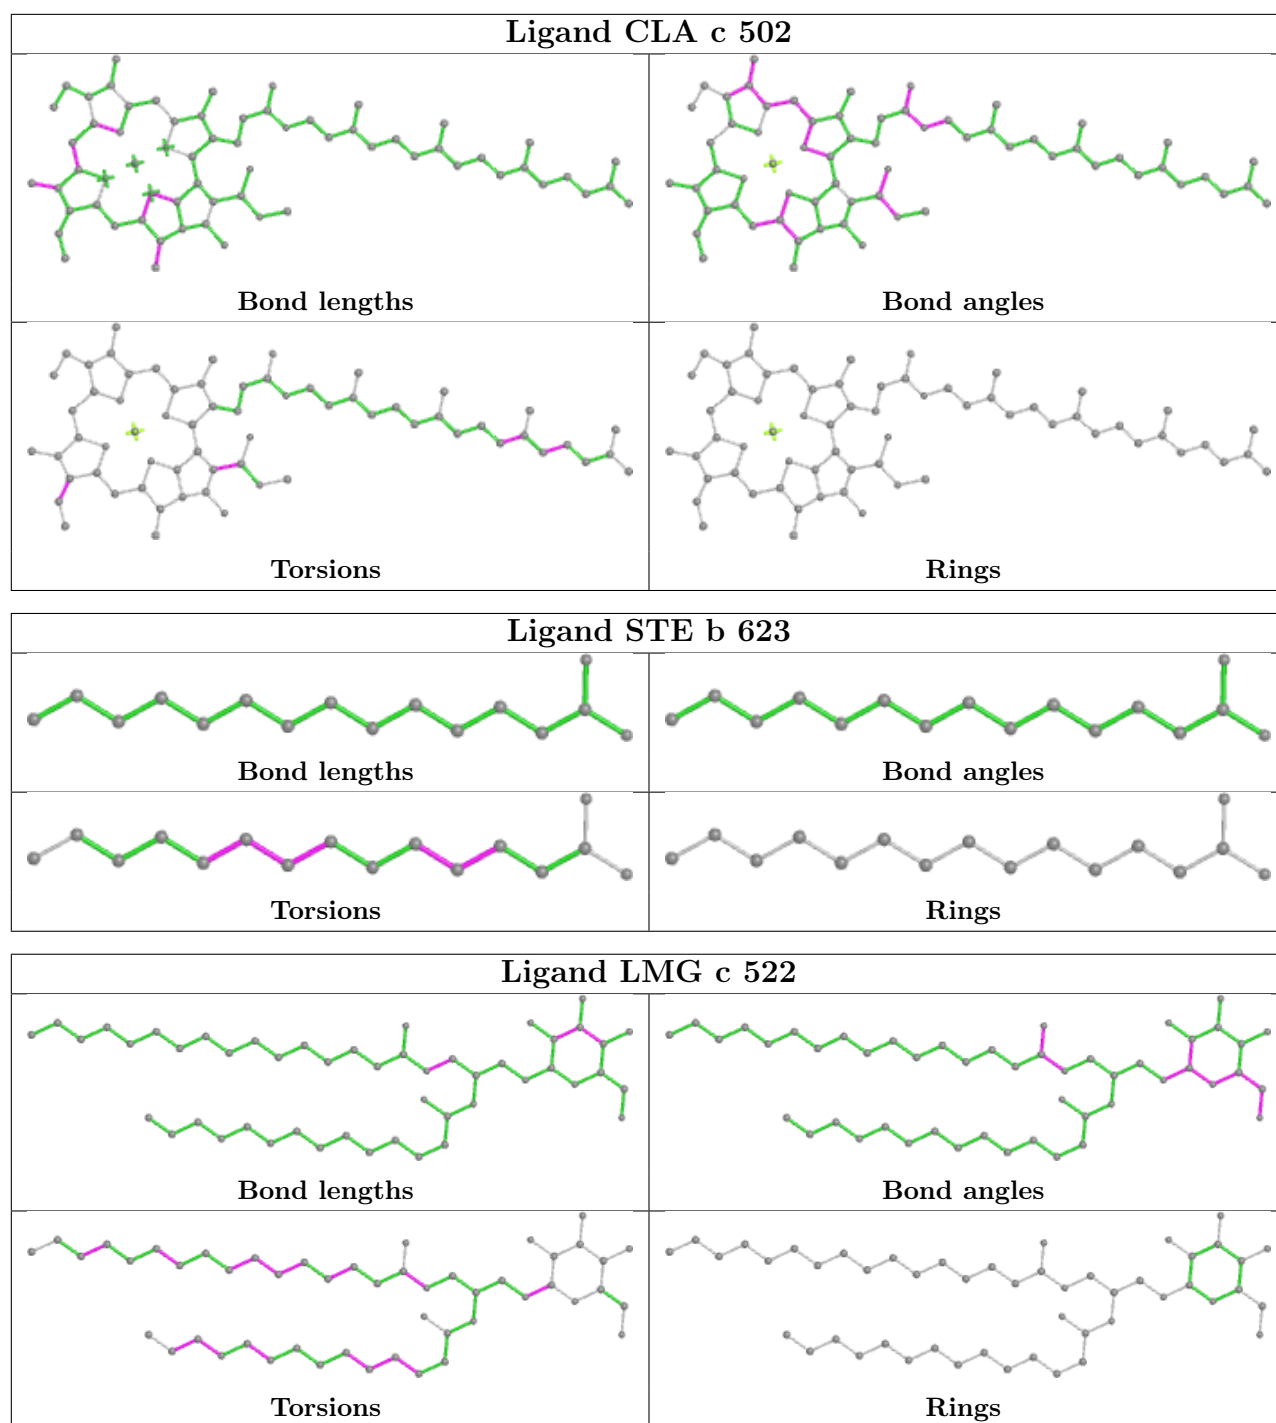 Ligand CLA c 502
Bond lengths
Bond angles
Torsions
Rings
Ligand STE b 623
Bond lengths
Bond angles
Torsions
Rings
Ligand LMG c 522
Bond lengths
Bond angles
Torsions
Rings